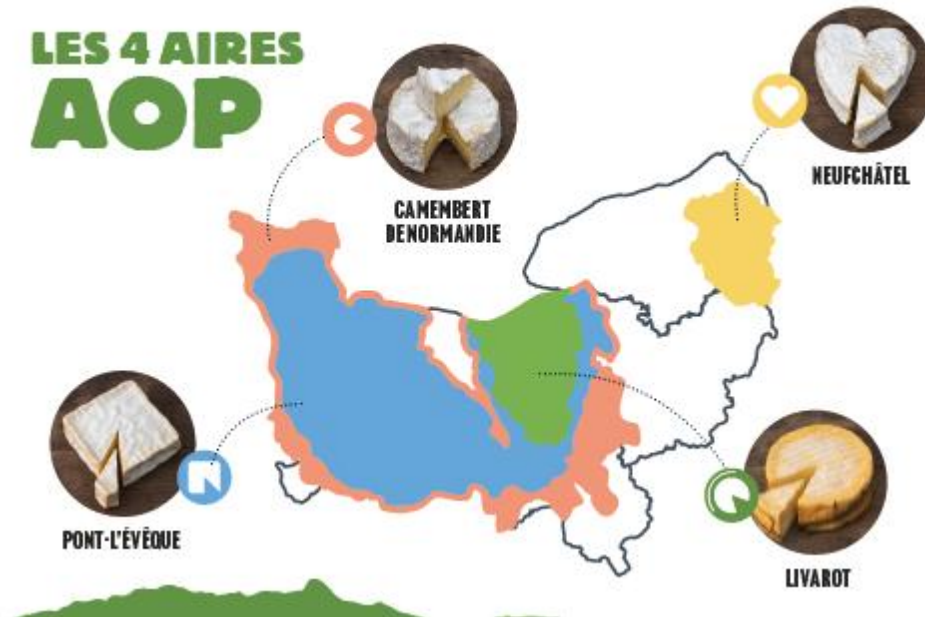 LES 4 AIRES
AOP
CAMEMBERT
DENORMANDIE
NEUFCHÂTEL
PONT-L'ÉVÊQUE
LIVAROT